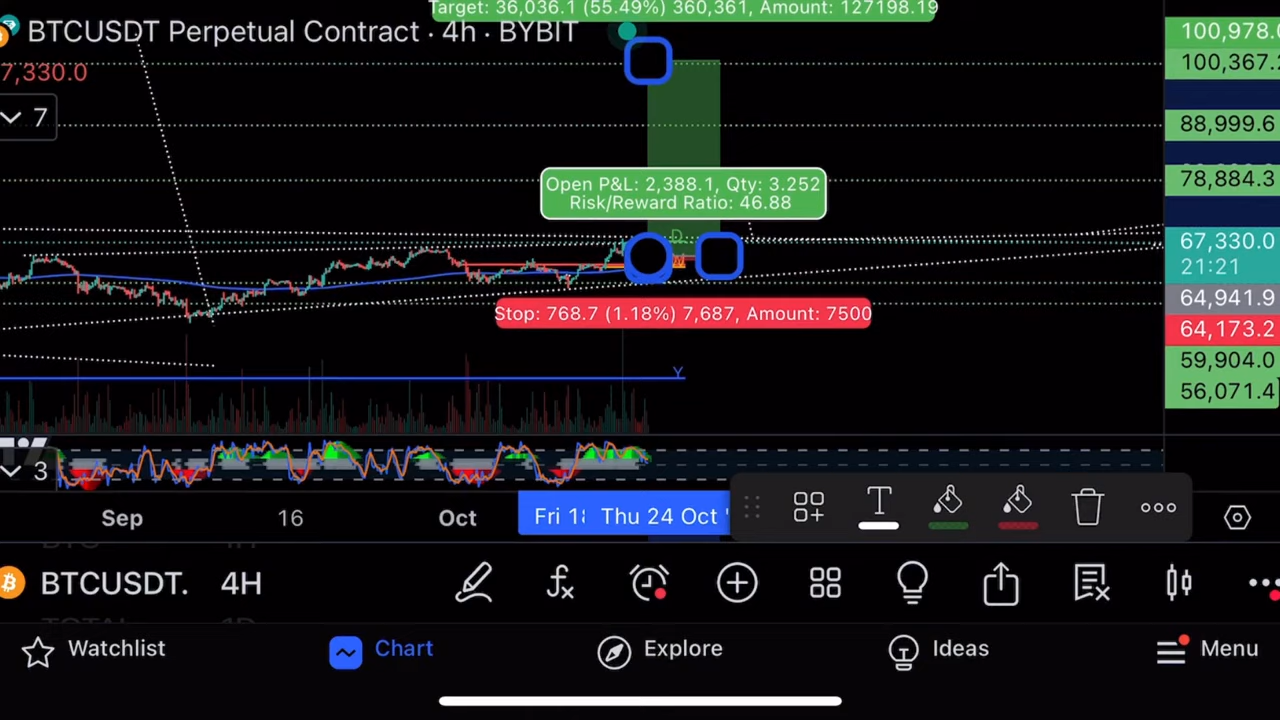 Target: 36,036.1 (55.49%) 360,361, Amount: 127198.19
BTCUSDT Perpetual Contract · 4h · BYBIT
7,330.0
7
100,978.0
100,367.2
88,999.6
78,884.3
67,330.0
21:21
64,941.9
64,173.2
59,904.0
56,071.4
Open P&L: 2,388.1, Qty: 3.252
Risk/Reward Ratio: 46.88
D
W
Stop: 768.7 (1.18%) 7,687, Amount: 7500
Y
3
Sep
16
Oct
Fri 18
Thu 24 Oct '
T
BTCUSDT.
4H
Watchlist
Chart
Explore
Ideas
Menu